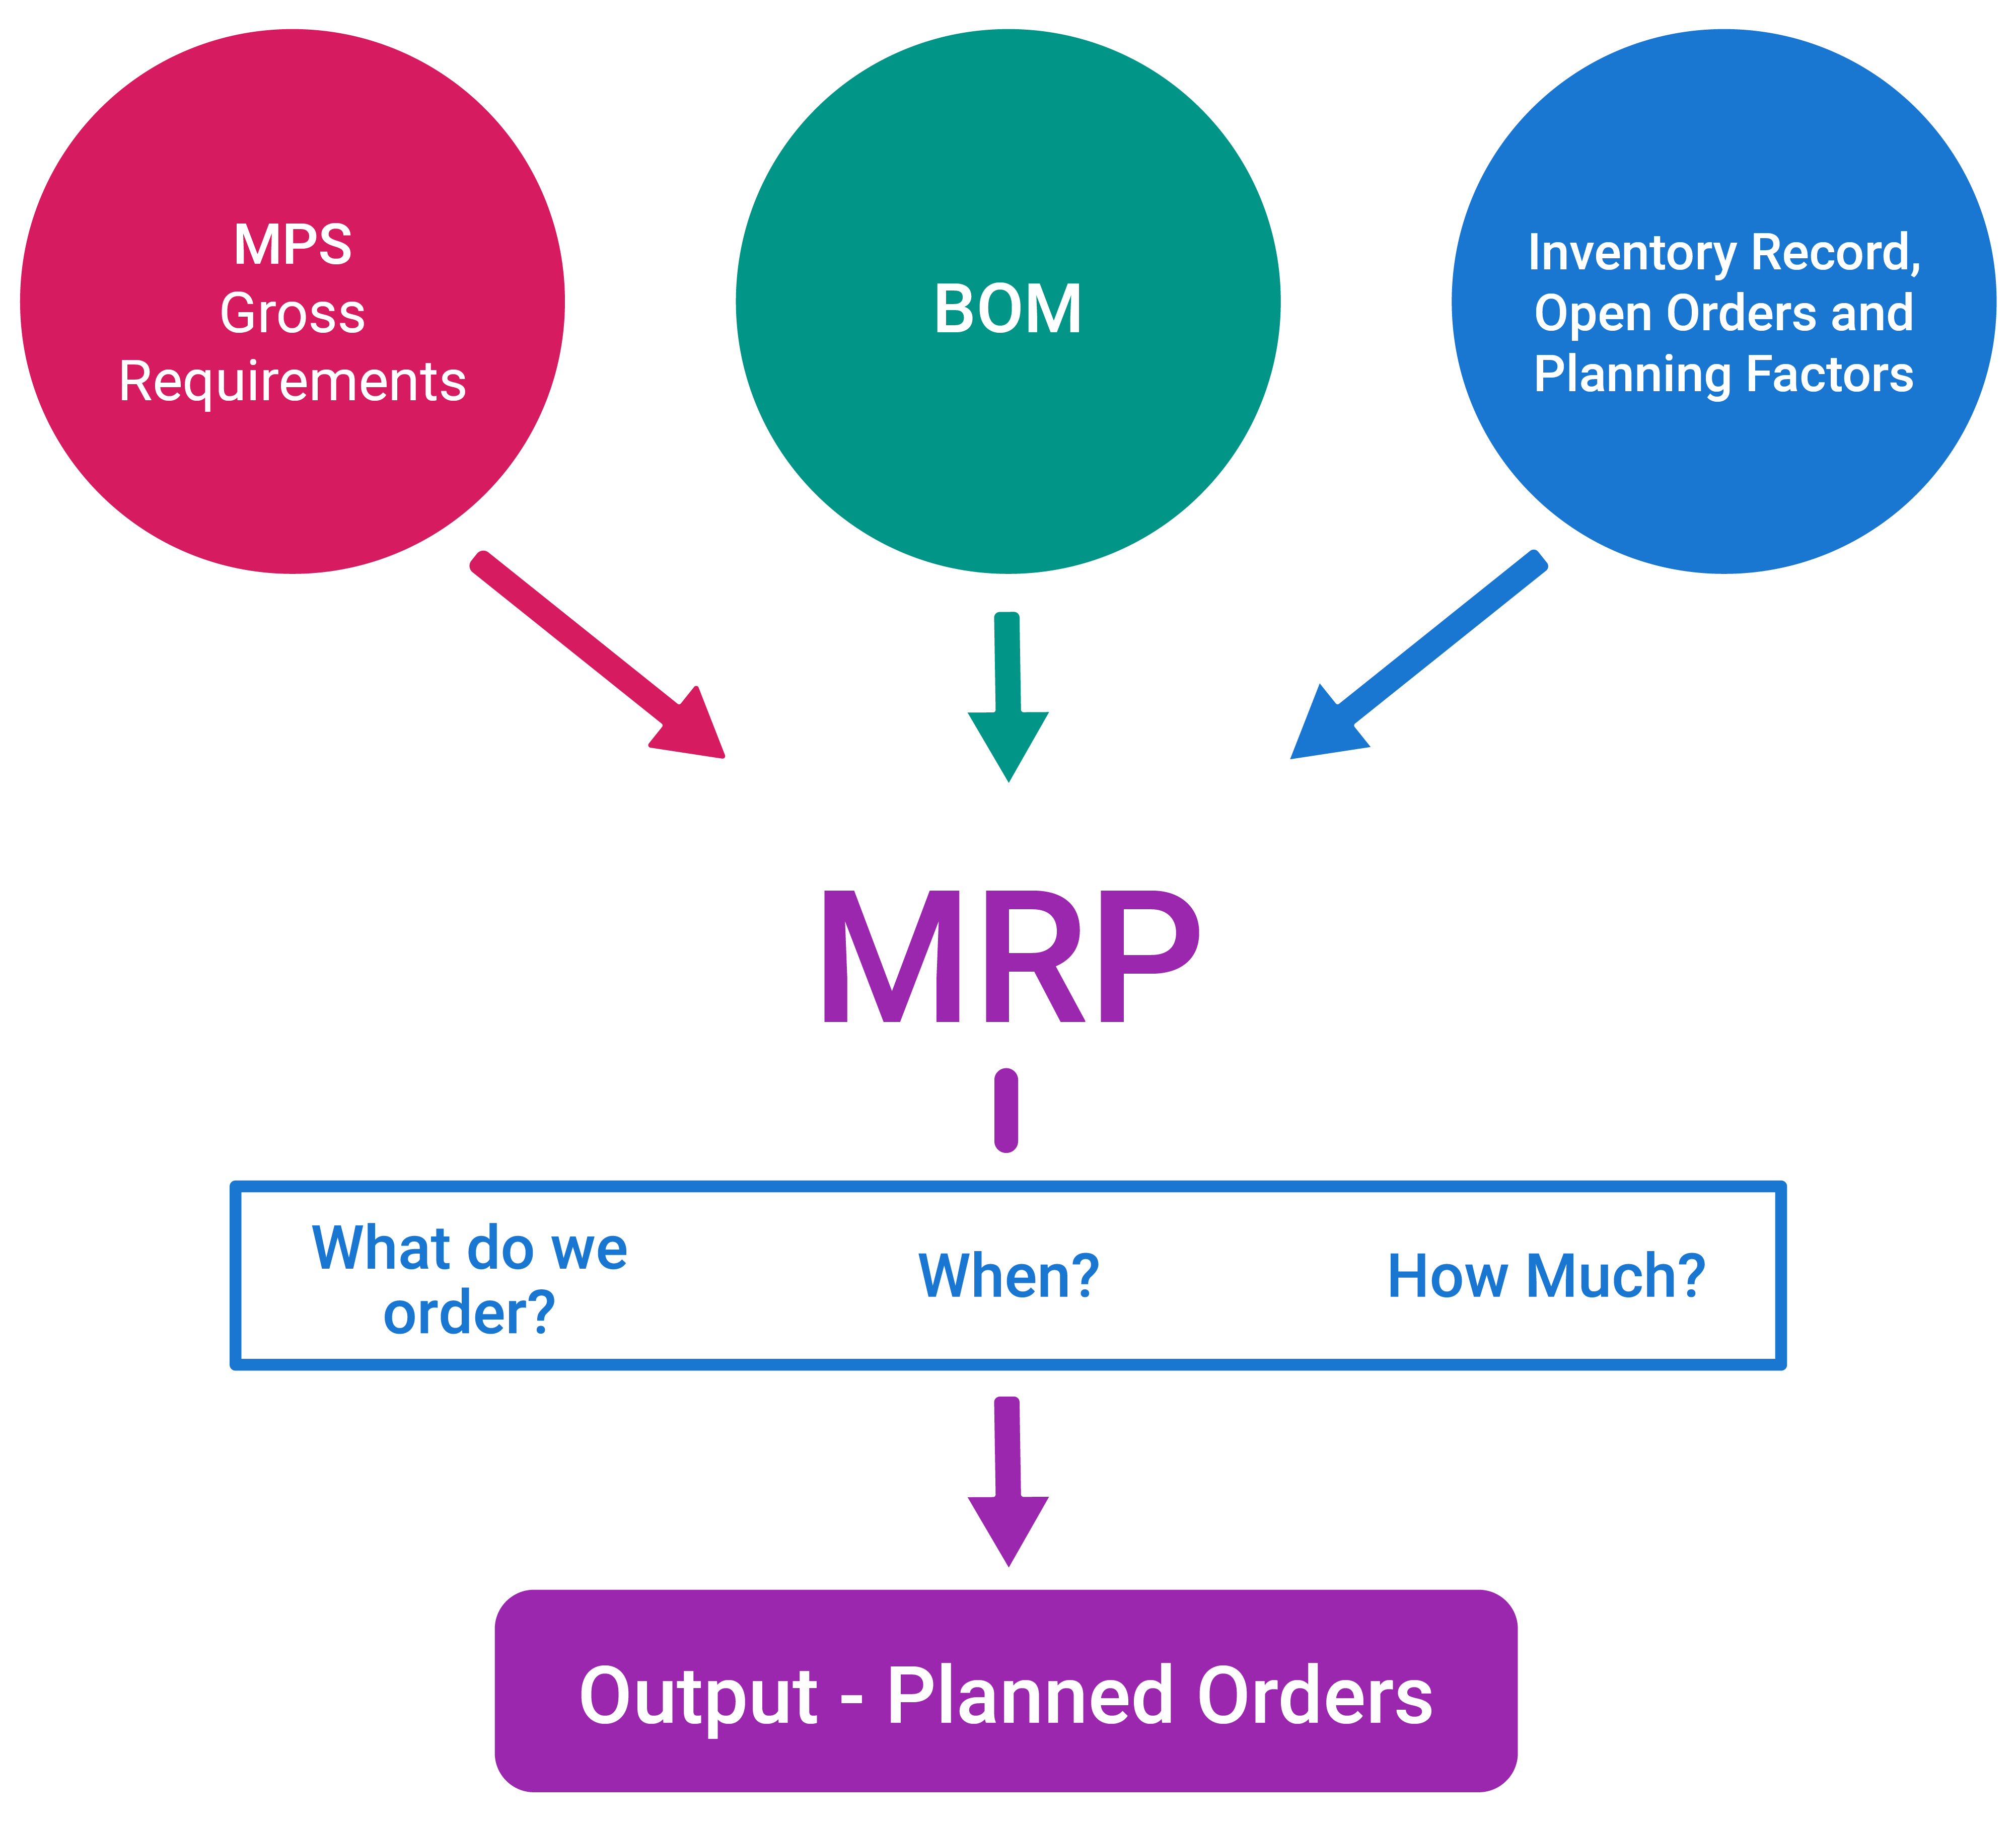 MPS
Gross
Requirements
BOM
Inventory Record,
Open Orders and
Planning Factors
MRP
What do we
order?
When?
How Much?
Output - Planned Orders